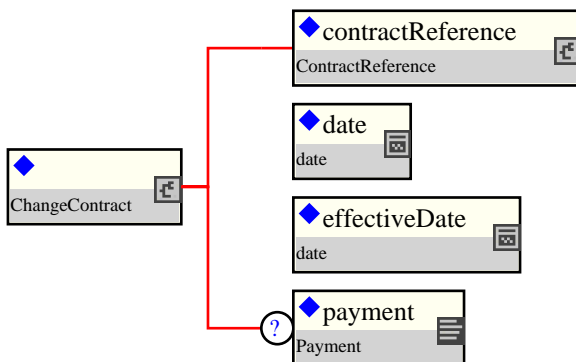 contractReference
ContractReference
date
date
ChangeContract
effectiveDate
date
?
payment
Payment